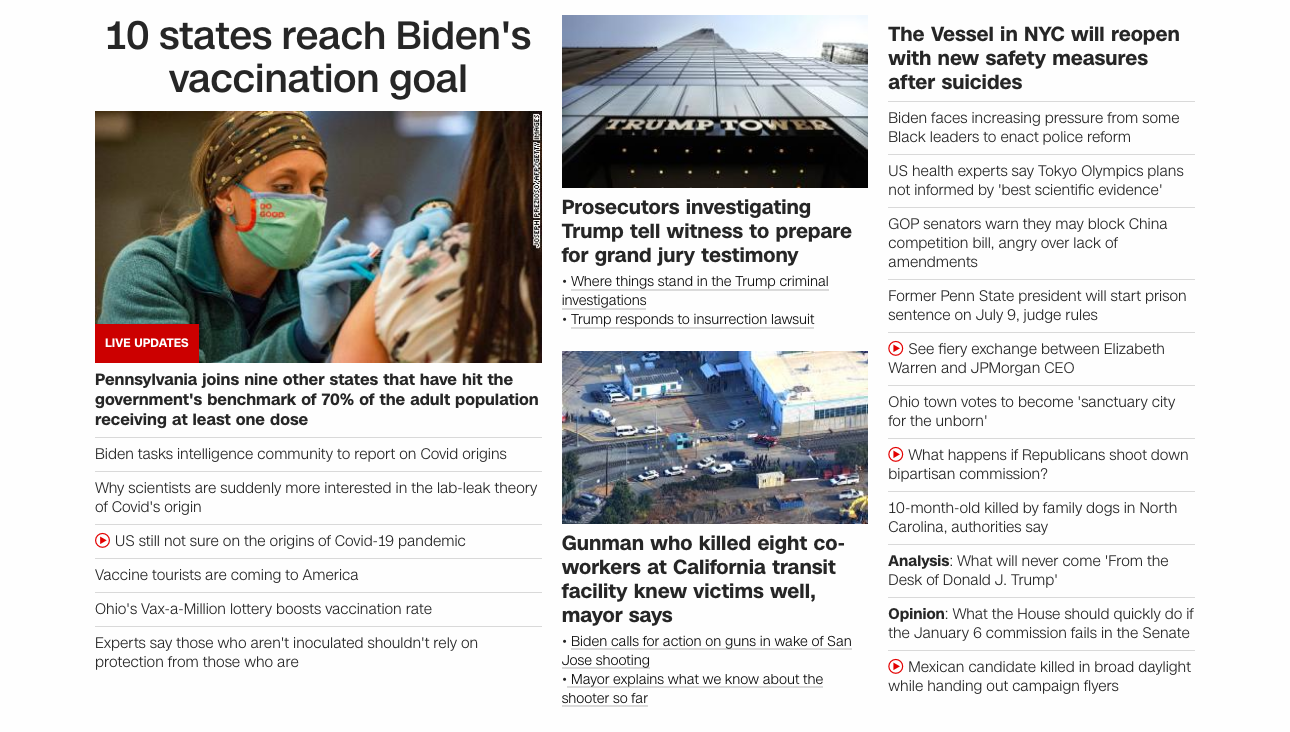 10 states reach Biden's
vaccination goal
JOSEPH PREZIOSO/AFP/GETTY IMAGES
DO
GOOD.
LIVE UPDATES
Pennsylvania joins nine other states that have hit the
government's benchmark of 70% of the adult population
receiving at least one dose
Biden tasks intelligence community to report on Covid origins
Why scientists are suddenly more interested in the lab-leak theory
of Covid's origin
US still not sure on the origins of Covid-19 pandemic
Vaccine tourists are coming to America
Ohio's Vax-a-Million lottery boosts vaccination rate
Experts say those who aren't inoculated shouldn't rely on
protection from those who are
TRUMP TOWER
Prosecutors investigating
Trump tell witness to prepare
for grand jury testimony
• Where things stand in the Trump criminal
investigations
• Trump responds to insurrection lawsuit
Gunman who killed eight co-
workers at California transit
facility knew victims well,
mayor says
• Biden calls for action on guns in wake of San
Jose shooting
• Mayor explains what we know about the
shooter so far
The Vessel in NYC will reopen
with new safety measures
after suicides
Biden faces increasing pressure from some
Black leaders to enact police reform
US health experts say Tokyo Olympics plans
not informed by 'best scientific evidence'
GOP senators warn they may block China
competition bill, angry over lack of
amendments
Former Penn State president will start prison
sentence on July 9, judge rules
See fiery exchange between Elizabeth
Warren and JPMorgan CEO
Ohio town votes to become 'sanctuary city
for the unborn'
What happens if Republicans shoot down
bipartisan commission?
10-month-old killed by family dogs in North
Carolina, authorities say
Analysis: What will never come 'From the
Desk of Donald J. Trump'
Opinion: What the House should quickly do if
the January 6 commission fails in the Senate
Mexican candidate killed in broad daylight
while handing out campaign flyers